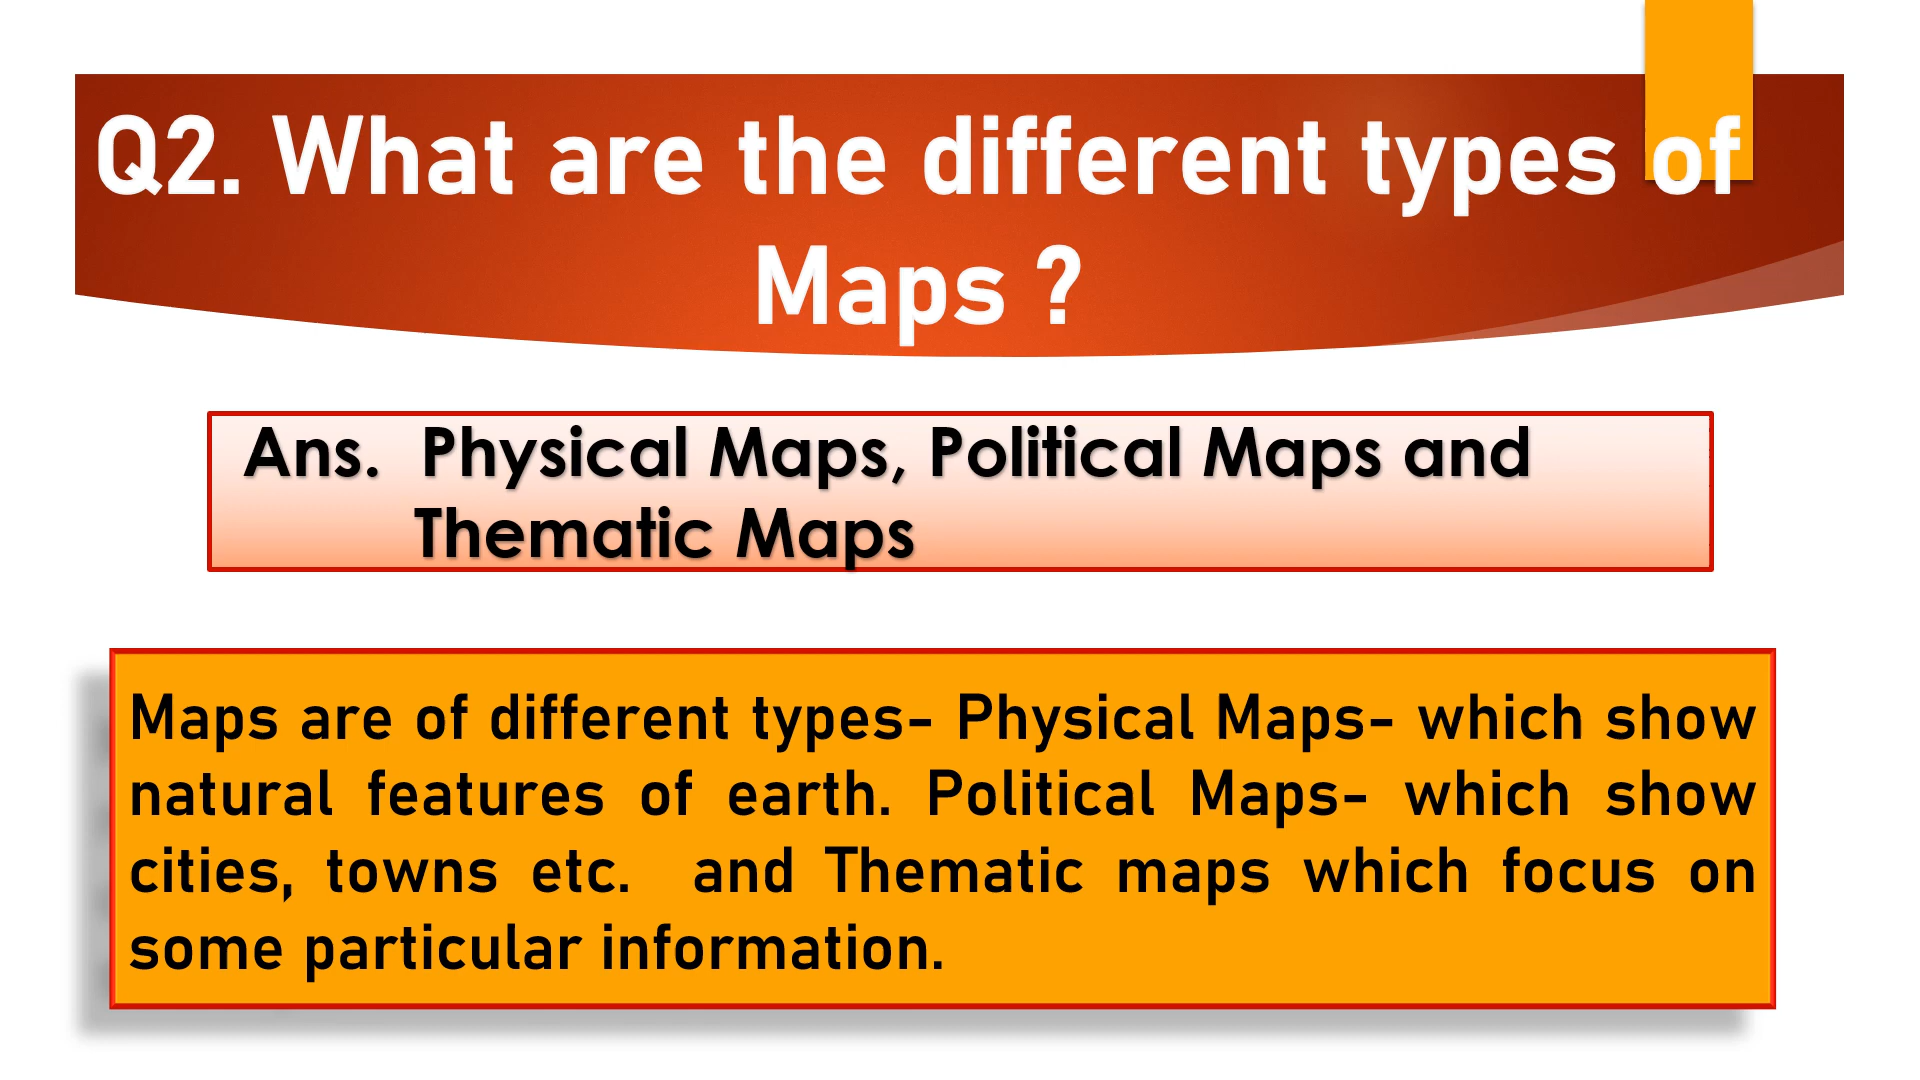 Q2. What are the different types of
Maps ?
Ans. Physical Maps, Political Maps and
Thematic Maps
Maps are of different types- Physical Maps- which show
natural features of earth. Political Maps- which show
cities, towns etc. and Thematic maps which focus on
some particular information.